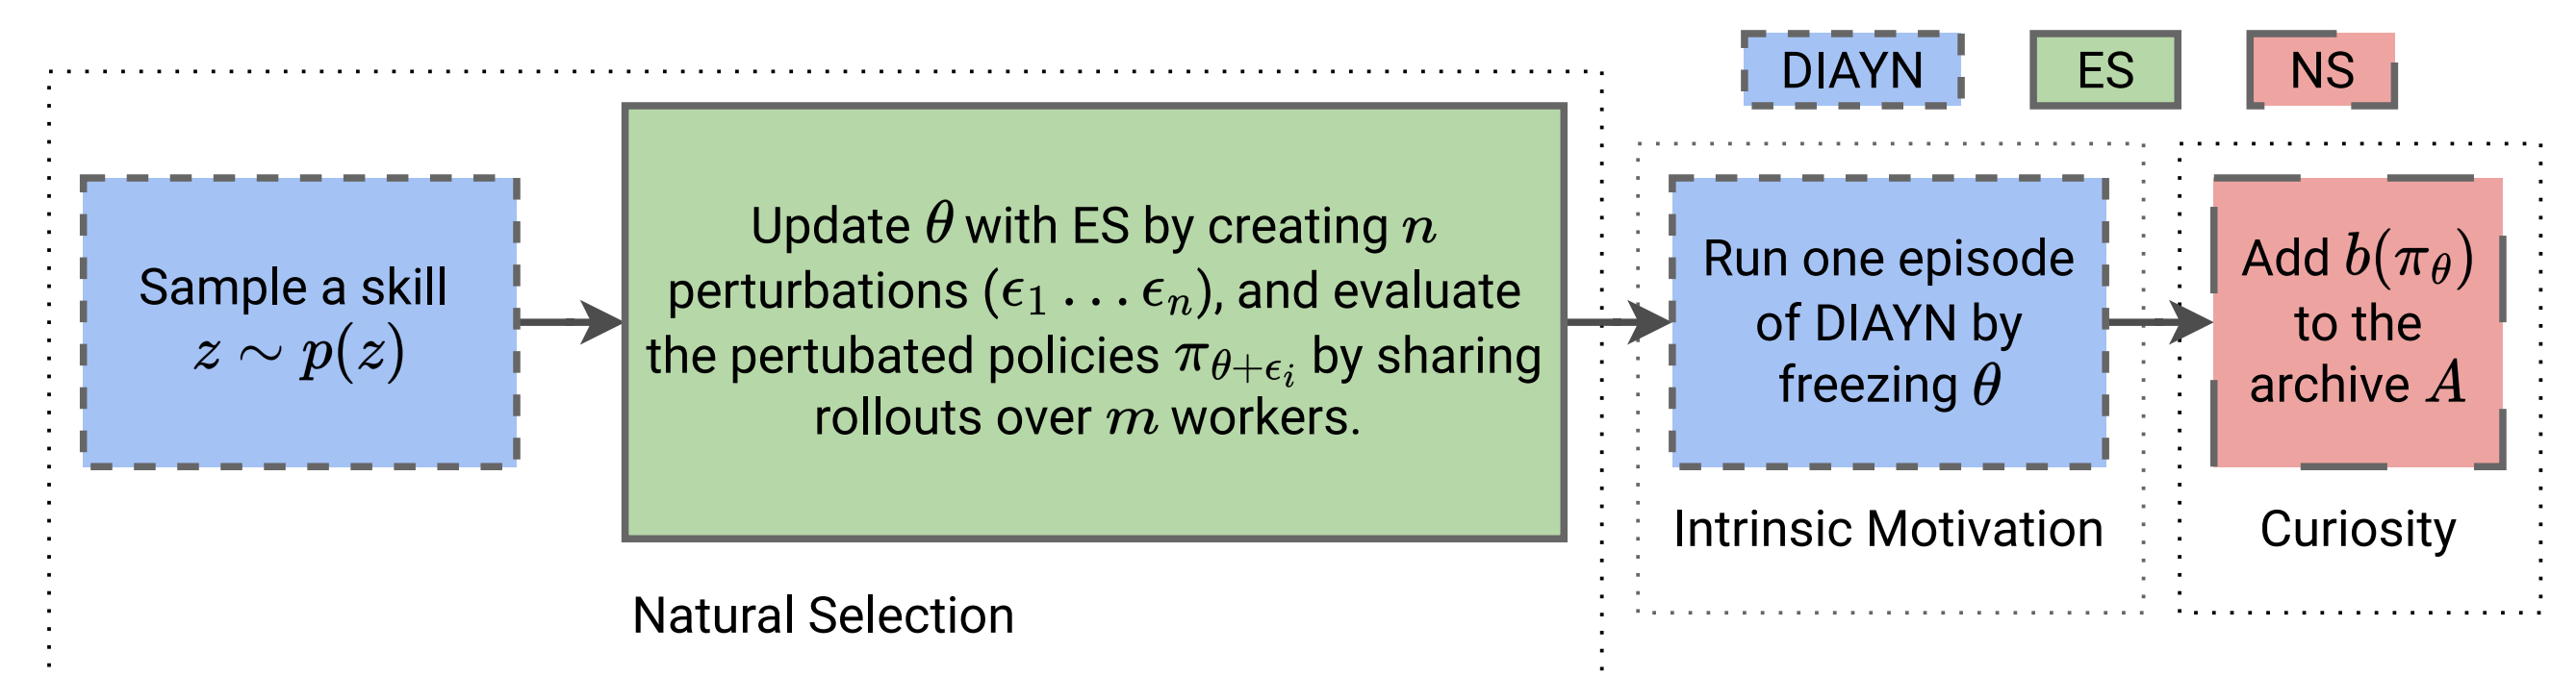 DIAYN
ES
NS
Sample a skill
z ∼ p(z)
Update θ with ES by creating n
perturbations (ϵ₁ … ϵₙ), and evaluate
the pertubated policies π_{θ+ϵᵢ} by sharing
rollouts over m workers.
Natural Selection
Run one episode
of DIAYN by
freezing θ
Intrinsic Motivation
Add b(π_θ)
to the
archive A
Curiosity